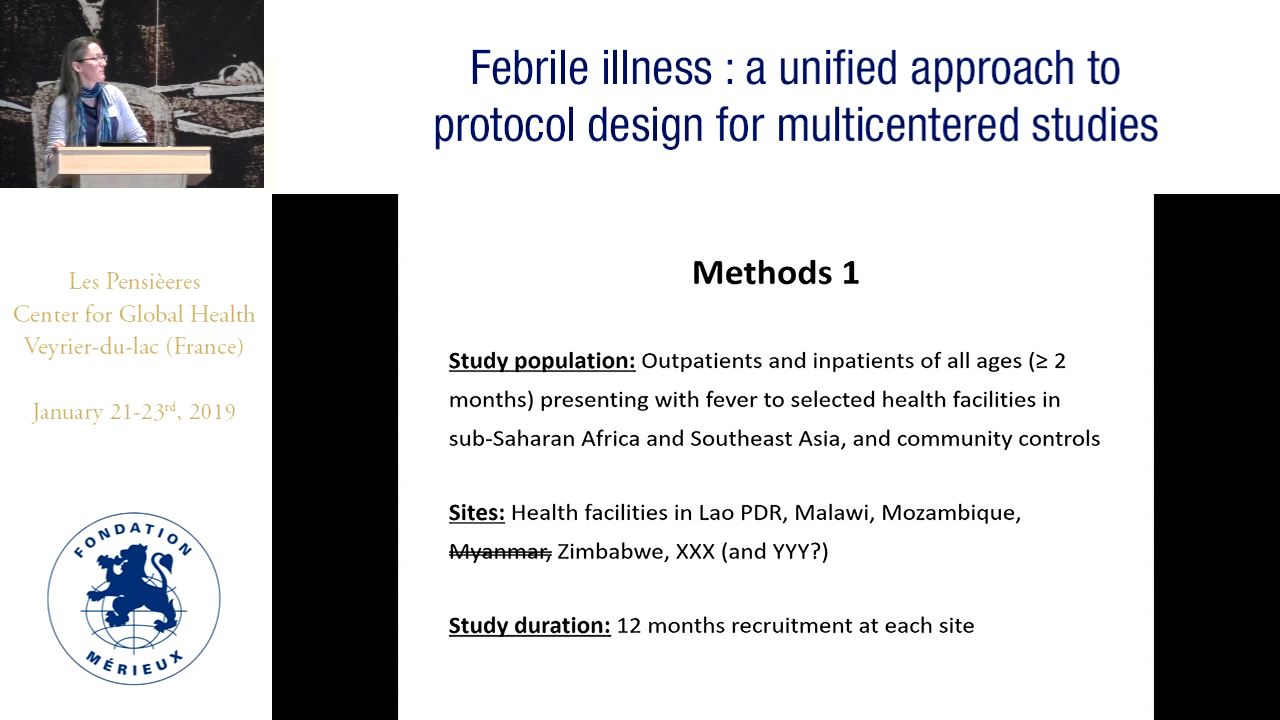 Febrile illness : a unified approach to
protocol design for multicentered studies
Les Pensièeres
Center for Global Health
Veyrier-du-lac (France)
January 21-23rd, 2019
FONDATION
MÉRIEUX
Methods 1
Study population: Outpatients and inpatients of all ages (≥ 2
months) presenting with fever to selected health facilities in
sub-Saharan Africa and Southeast Asia, and community controls
Sites: Health facilities in Lao PDR, Malawi, Mozambique,
Myanmar, Zimbabwe, XXX (and YYY?)
Study duration: 12 months recruitment at each site